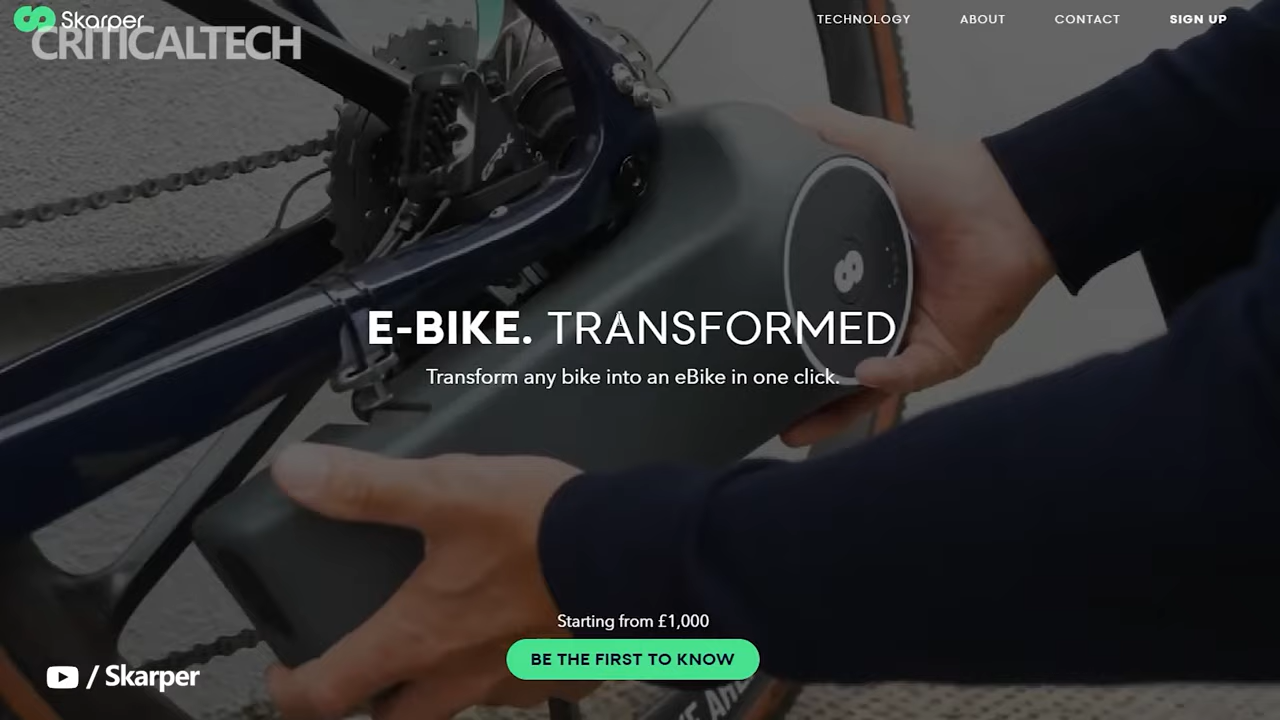 Skarper
TECHNOLOGY
ABOUT
CONTACT
SIGN UP
CRITICALTECH
E-BIKE. TRANSFORMED
Transform any bike into an eBike in one click.
Starting from £1,000
BE THE FIRST TO KNOW
/ Skarper